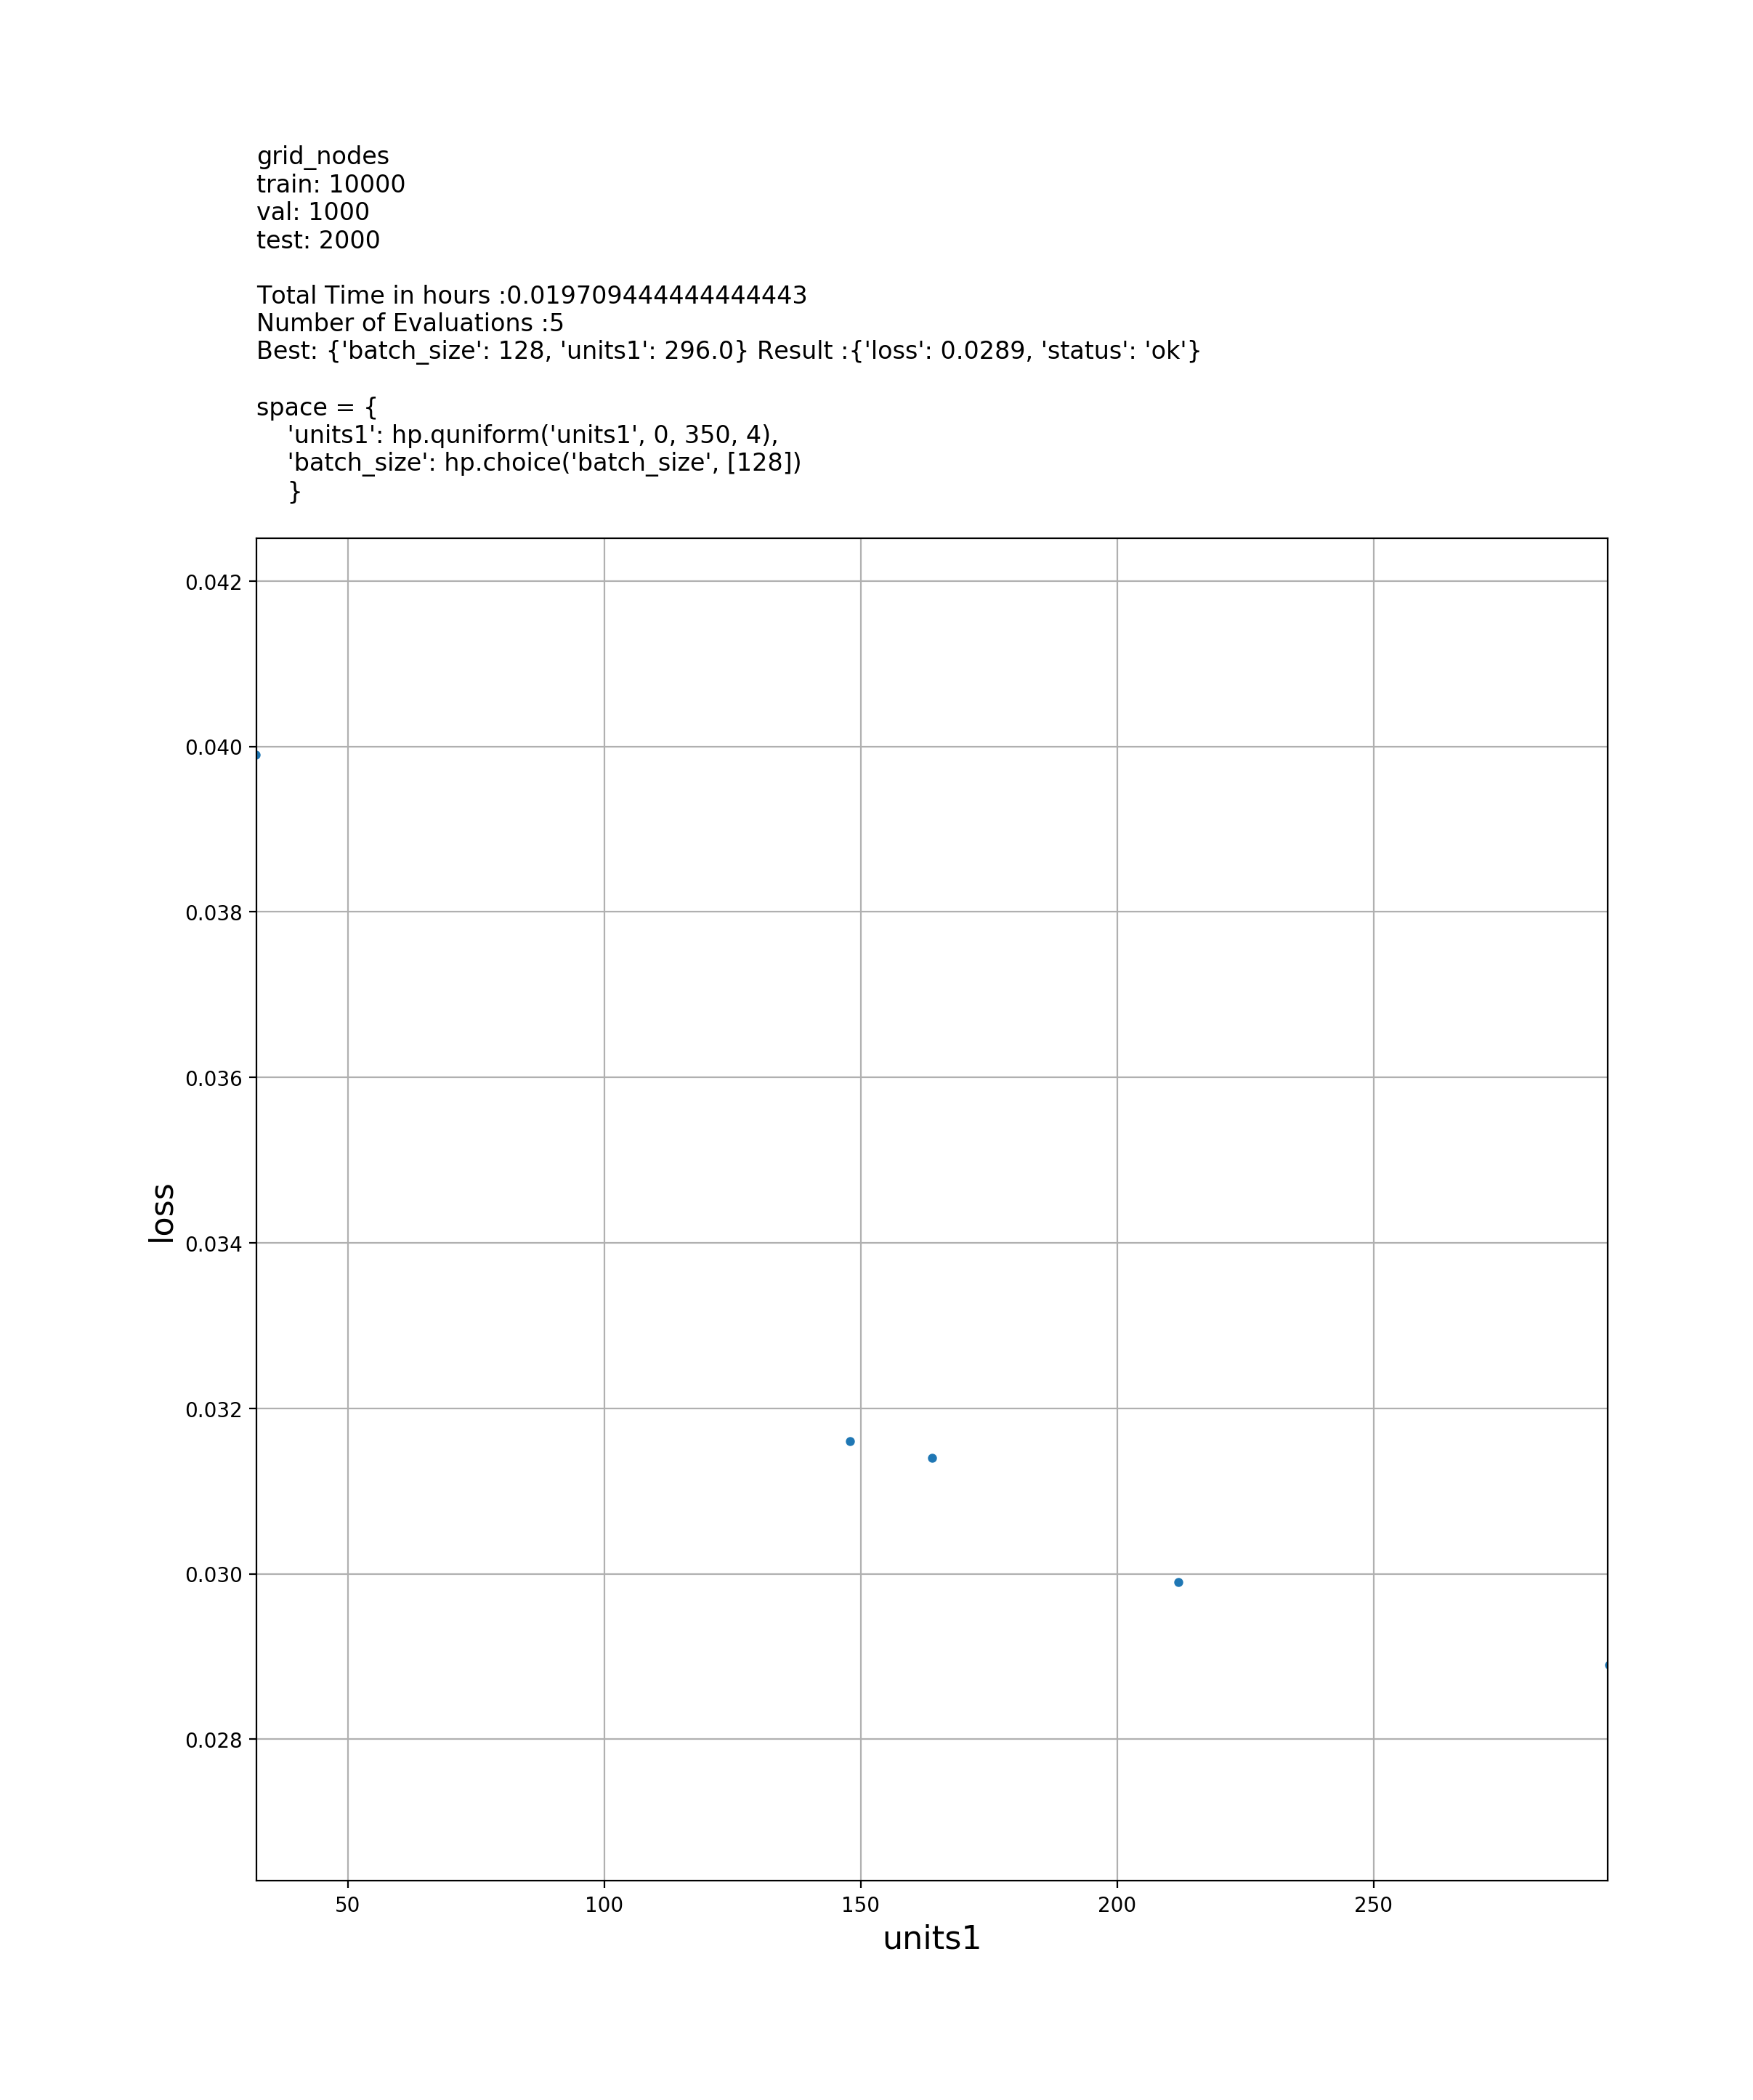 grid_nodes
train: 10000
val: 1000
test: 2000
Total Time in hours :0.019709444444444443
Number of Evaluations :5
Best: {'batch_size': 128, 'units1': 296.0} Result :{'loss': 0.0289, 'status': 'ok'}
space = {
'units1': hp.quniform('units1', 0, 350, 4),
'batch_size': hp.choice('batch_size', [128])
}
0.042
0.040
0.038
0.036
0.034
0.032
0.030
0.028
loss
50
100
150
200
250
units1